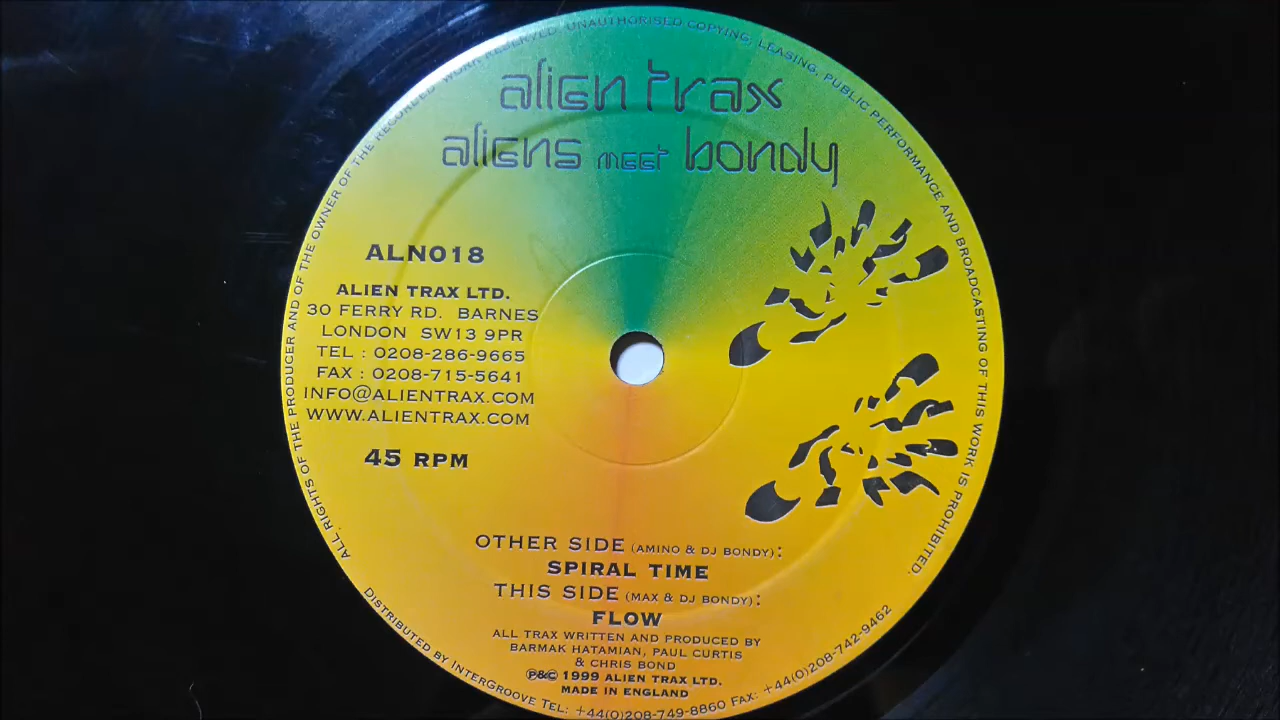 alien trax
aliens meet bondy
ALN018
ALIEN TRAX LTD.
30 FERRY RD. BARNES
LONDON SW13 9PR
TEL : 0208-286-9665
FAX : 0208-715-5641
INFO@ALIENTRAX.COM
WWW.ALIENTRAX.COM
45 RPM
OTHER SIDE (AMINO & DJ BONDY):
SPIRAL TIME
THIS SIDE (MAX & DJ BONDY):
FLOW
ALL TRAX WRITTEN AND PRODUCED BY
BARMAK HATAMIAN, PAUL CURTIS
& CHRIS BOND
℗&© 1999 ALIEN TRAX LTD.
MADE IN ENGLAND
ALL RIGHTS OF THE PRODUCER AND OF THE OWNER OF THE RECORDED WORK RESERVED UNAUTHORISED COPYING, LEASING, PUBLIC PERFORMANCE AND BROADCASTING OF THIS WORK IS PROHIBITED.
DISTRIBUTED BY INTERGROOVE TEL: +44(0)208-749-8860 FAX: +44(0)208-742-9462